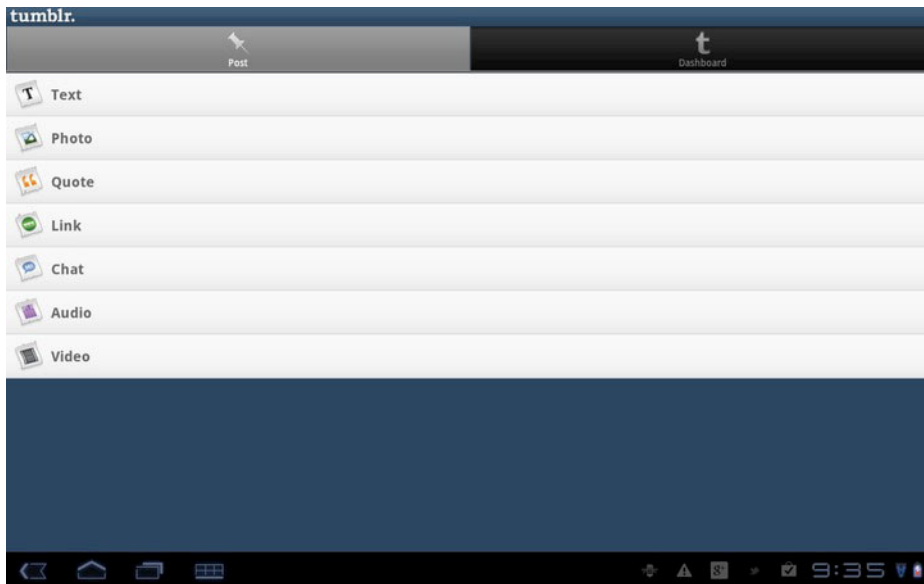 tumblr.
Post
Dashboard
Text
Photo
Quote
Link
Chat
Audio
Video
9:35